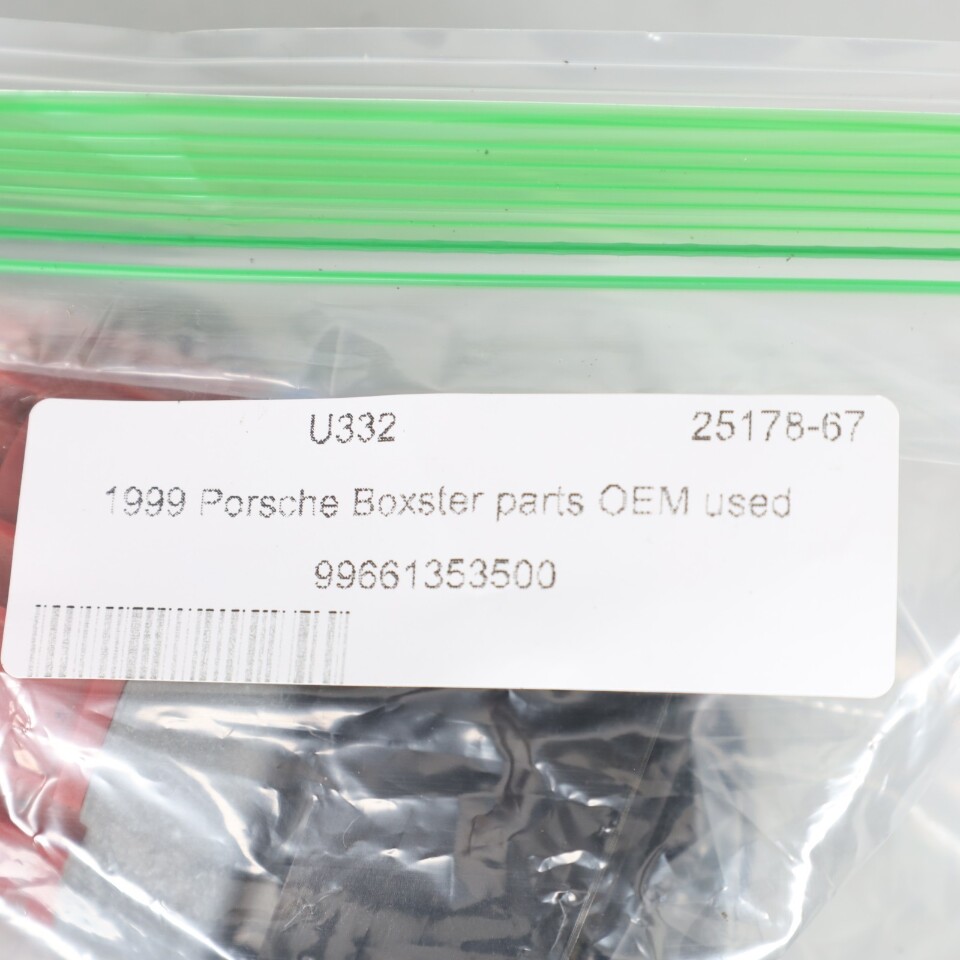 U332 25178-67
1999 Porsche Boxster parts OEM used
99661353500